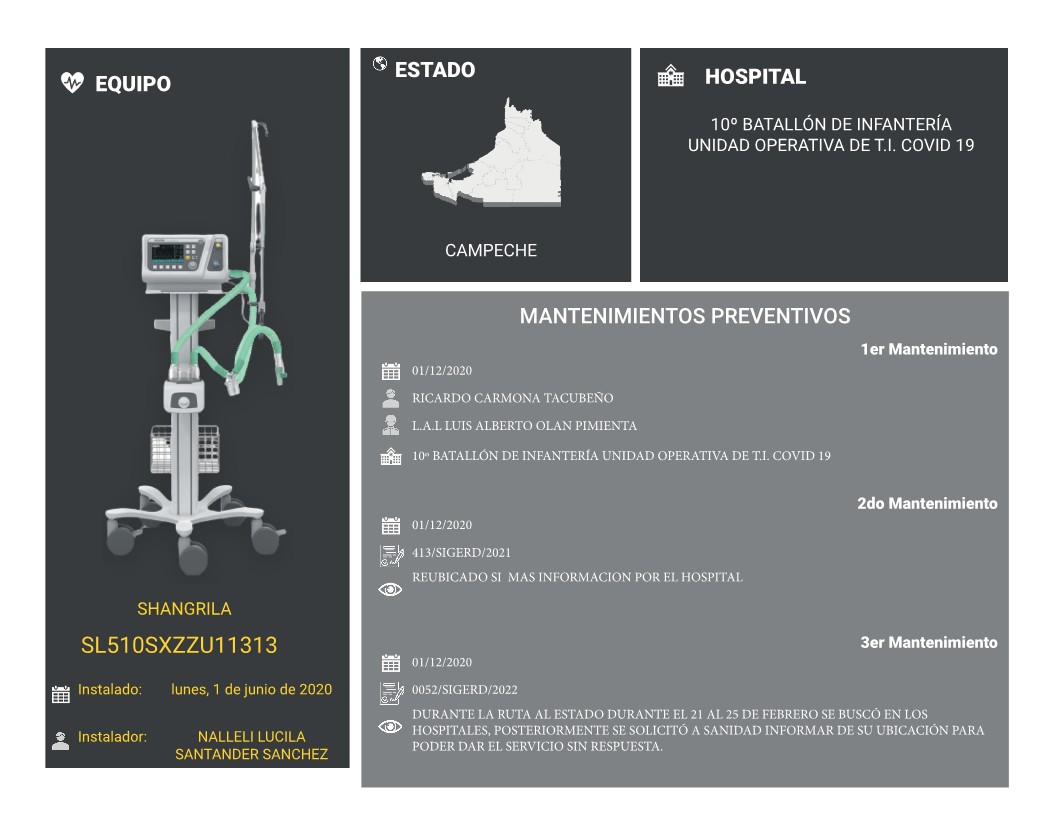 EQUIPO
SHANGRILA
SL510SXZZU11313
Instalado: lunes, 1 de junio de 2020
Instalador: NALLELI LUCILA
SANTANDER SANCHEZ
ESTADO
CAMPECHE
HOSPITAL
10º BATALLÓN DE INFANTERÍA
UNIDAD OPERATIVA DE T.I. COVID 19
MANTENIMIENTOS PREVENTIVOS
1er Mantenimiento
01/12/2020
RICARDO CARMONA TACUBEÑO
L.A.L LUIS ALBERTO OLAN PIMIENTA
10º BATALLÓN DE INFANTERÍA UNIDAD OPERATIVA DE T.I. COVID 19
2do Mantenimiento
01/12/2020
413/SIGERD/2021
REUBICADO SI  MAS INFORMACION POR EL HOSPITAL
3er Mantenimiento
01/12/2020
0052/SIGERD/2022
DURANTE LA RUTA AL ESTADO DURANTE EL 21 AL 25 DE FEBRERO SE BUSCÓ EN LOS
HOSPITALES, POSTERIORMENTE SE SOLICITÓ A SANIDAD INFORMAR DE SU UBICACIÓN PARA
PODER DAR EL SERVICIO SIN RESPUESTA.